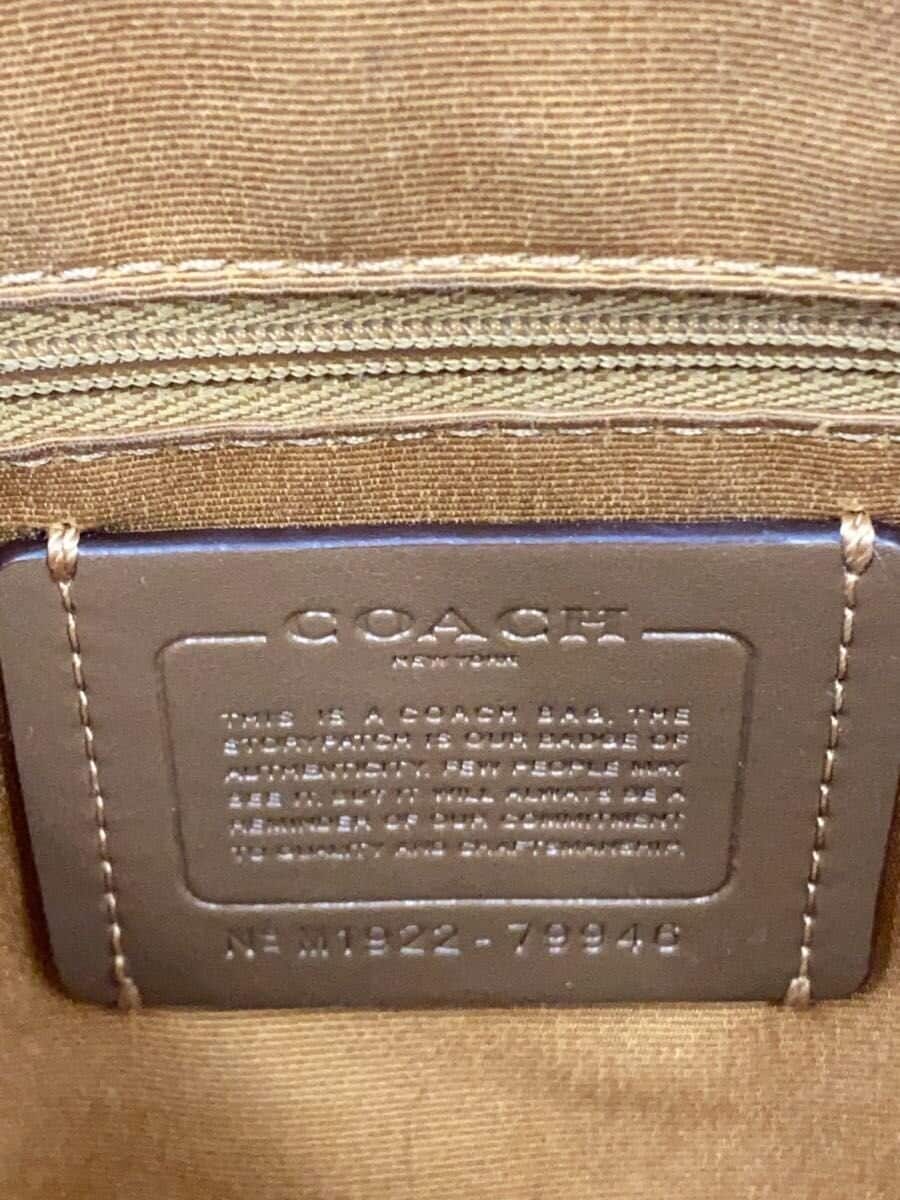 COACH
NEW YORK
THIS IS A COACH BAG. THE
STORYPATCH IS OUR BADGE OF
AUTHENTICITY. FEW PEOPLE MAY
SEE IT, BUT IT WILL ALWAYS BE A
REMINDER OF OUR COMMITMENT
TO QUALITY AND CRAFTSMANSHIP.
Nº M1922-79946